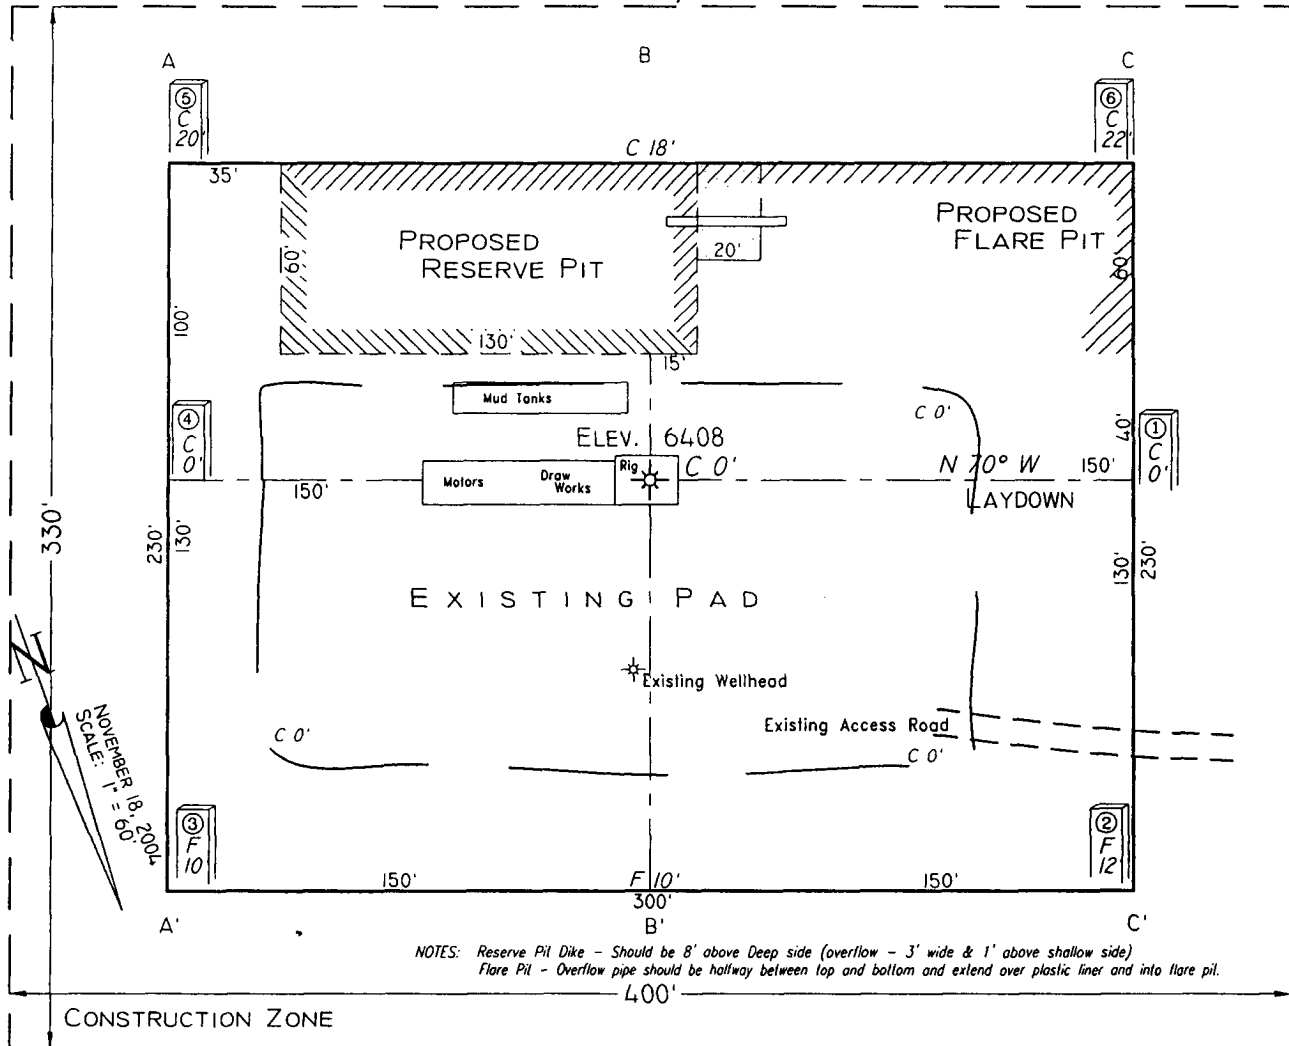 A
B
C
⑤
C
20'
⑥
C
22'
C 18'
35'
PROPOSED
RESERVE PIT
PROPOSED
FLARE PIT
60'
20'
60'
100'
130'
15'
Mud Tanks
C 0'
④
C
0'
①
C
0'
40'
ELEV. 6408
Rig
C 0'
N 70° W
150'
Motors
Draw
Works
150'
LAYDOWN
330'
230'
130'
130'
230'
EXISTING PAD
N
Existing Wellhead
Existing Access Road
NOVEMBER 18, 2004
SCALE: 1" = 60'
C 0'
C 0'
③
F
10
②
F
12'
150'
F 10'
150'
300'
A'
B'
C'
NOTES: Reserve Pit Dike - Should be 8' above Deep side (overflow - 3' wide & 1' above shallow side)
Flare Pit - Overflow pipe should be halfway between top and bottom and extend over plastic liner and into flare pit.
400'
CONSTRUCTION ZONE